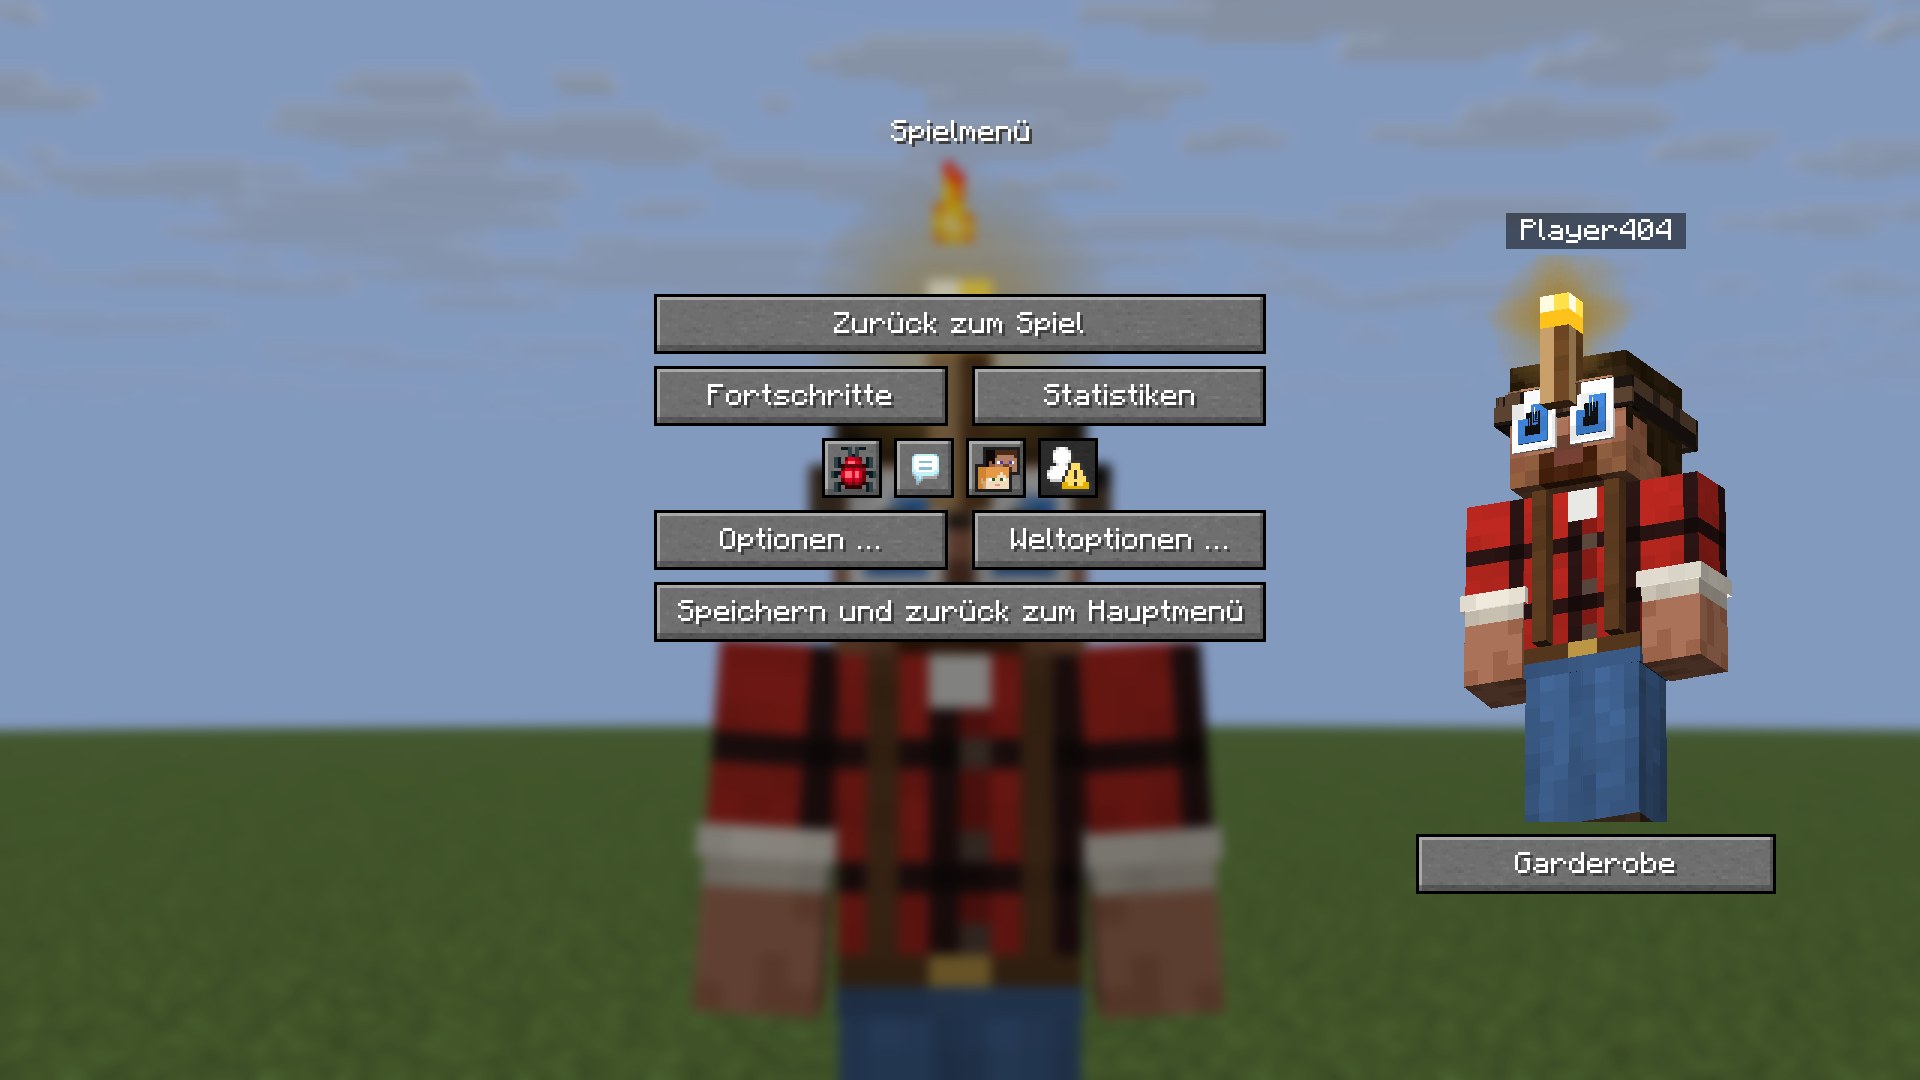 Spielmenü
Player404
Zurück zum Spiel
Fortschritte
Statistiken
Optionen ...
Weltoptionen ...
Speichern und zurück zum Hauptmenü
Garderobe